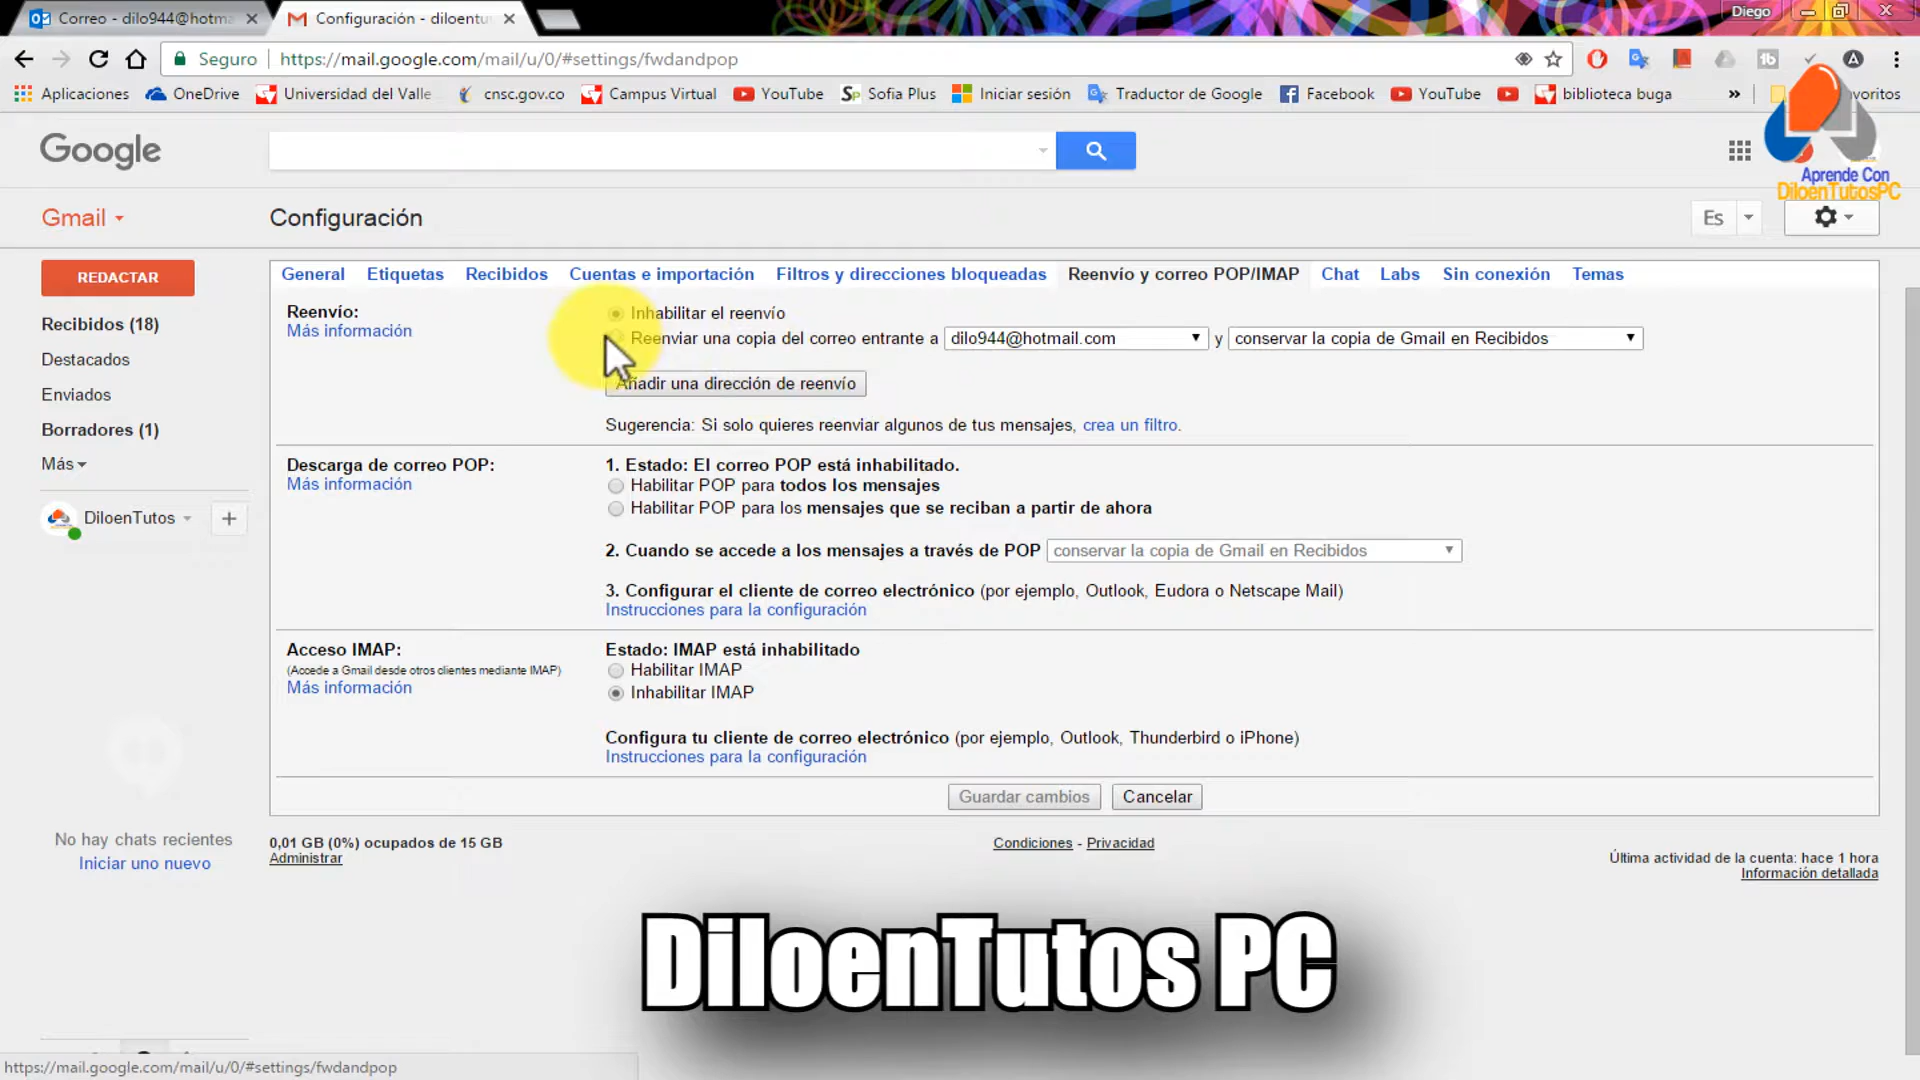 Correo - dilo944@hotma
Configuración - diloentu
Diego
Seguro
https://mail.google.com/mail/u/0/#settings/fwdandpop
Aplicaciones
OneDrive
Universidad del Valle
cnsc.gov.co
Campus Virtual
YouTube
Sofia Plus
Iniciar sesión
Traductor de Google
Facebook
YouTube
biblioteca buga
»
Google
Aprende Con
DiloenTutosPC
Gmail
Configuración
Es
REDACTAR
General
Etiquetas
Recibidos
Cuentas e importación
Filtros y direcciones bloqueadas
Reenvío y correo POP/IMAP
Chat
Labs
Sin conexión
Temas
Recibidos (18)
Destacados
Enviados
Borradores (1)
Más
DiloenTutos
+
No hay chats recientes
Iniciar uno nuevo
Reenvío:
Más información
Inhabilitar el reenvío
Reenviar una copia del correo entrante a dilo944@hotmail.com y conservar la copia de Gmail en Recibidos
Añadir una dirección de reenvío
Sugerencia: Si solo quieres reenviar algunos de tus mensajes, crea un filtro.
Descarga de correo POP:
Más información
1. Estado: El correo POP está inhabilitado.
Habilitar POP para todos los mensajes
Habilitar POP para los mensajes que se reciban a partir de ahora
2. Cuando se accede a los mensajes a través de POP conservar la copia de Gmail en Recibidos
3. Configurar el cliente de correo electrónico (por ejemplo, Outlook, Eudora o Netscape Mail)
Instrucciones para la configuración
Acceso IMAP:
(Accede a Gmail desde otros clientes mediante IMAP)
Más información
Estado: IMAP está inhabilitado
Habilitar IMAP
Inhabilitar IMAP
Configura tu cliente de correo electrónico (por ejemplo, Outlook, Thunderbird o iPhone)
Instrucciones para la configuración
Guardar cambios
Cancelar
0,01 GB (0%) ocupados de 15 GB
Administrar
Condiciones - Privacidad
Última actividad de la cuenta: hace 1 hora
Información detallada
DiloenTutos PC
https://mail.google.com/mail/u/0/#settings/fwdandpop